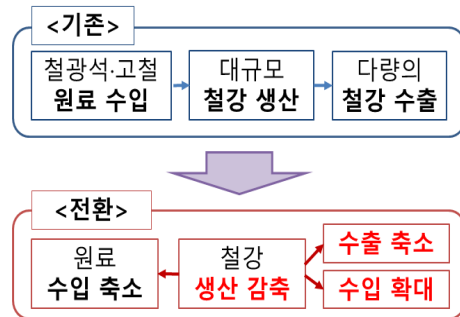 <기존>
철광석·고철
원료 수입
대규모
철강 생산
다량의
철강 수출
<전환>
원료
수입 축소
철강
생산 감축
수출 축소
수입 확대